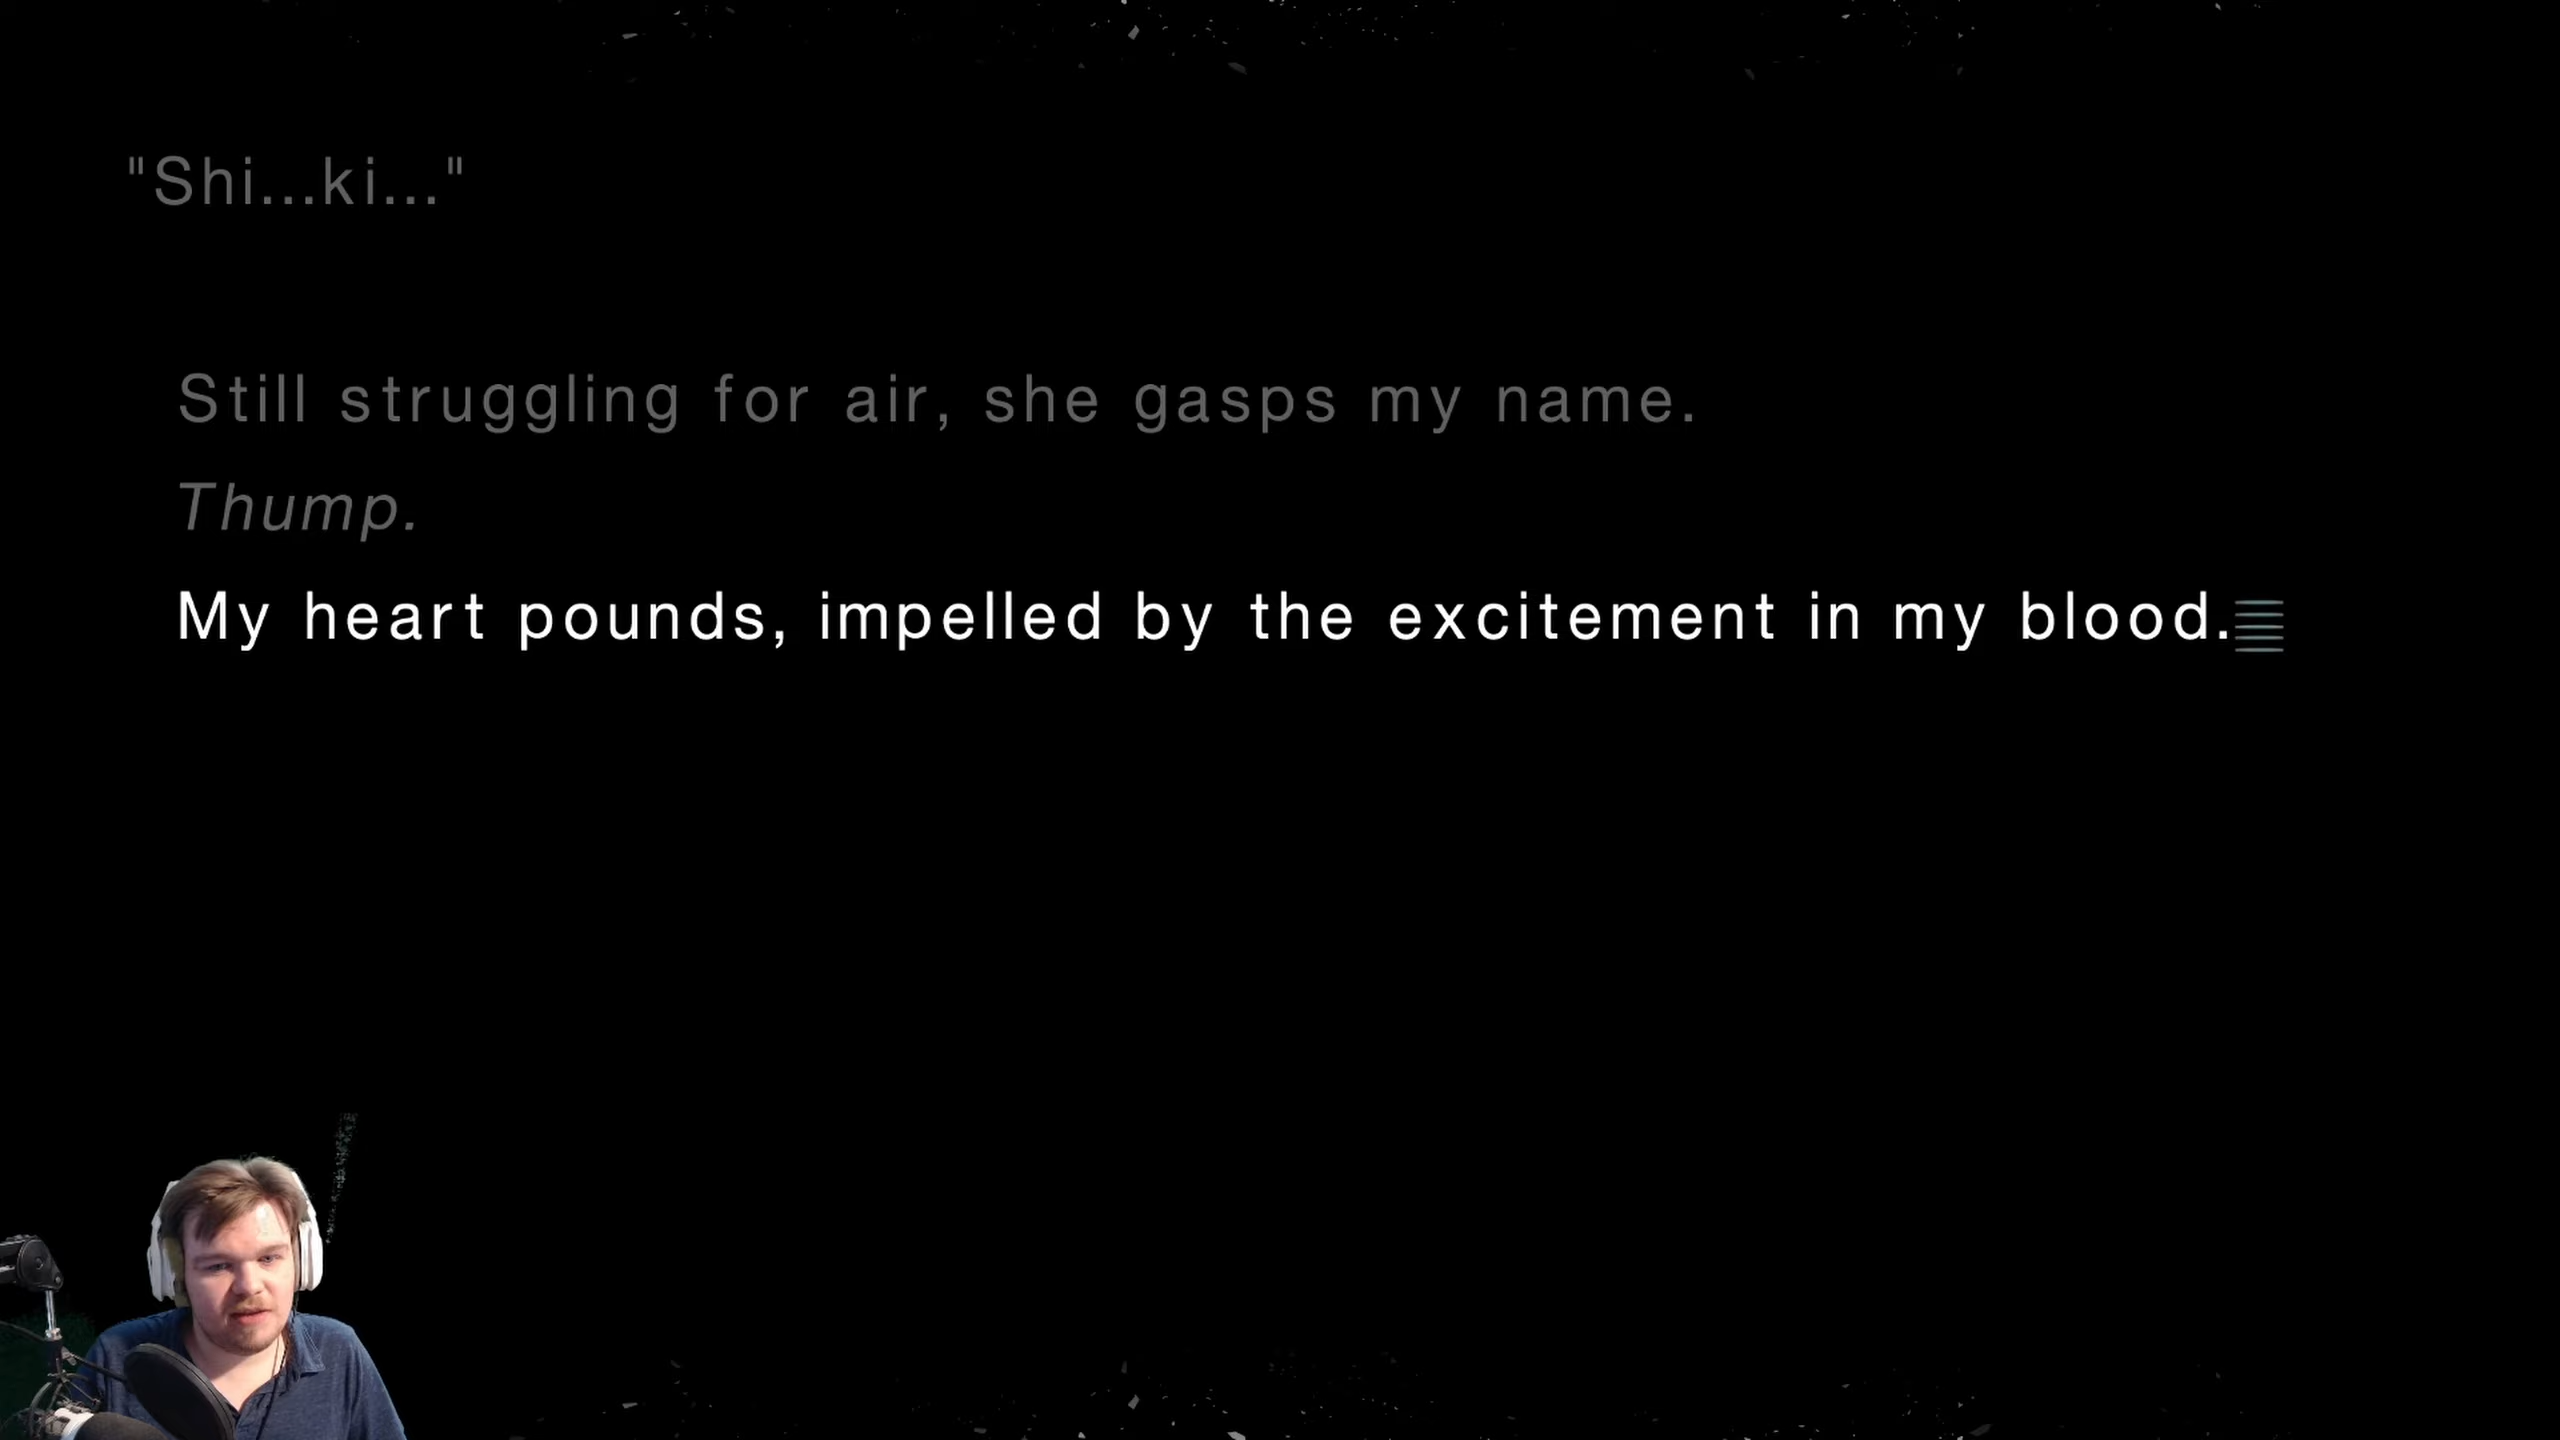 "Shi...ki..."
Still struggling for air, she gasps my name.
Thump.
My heart pounds, impelled by the excitement in my blood.